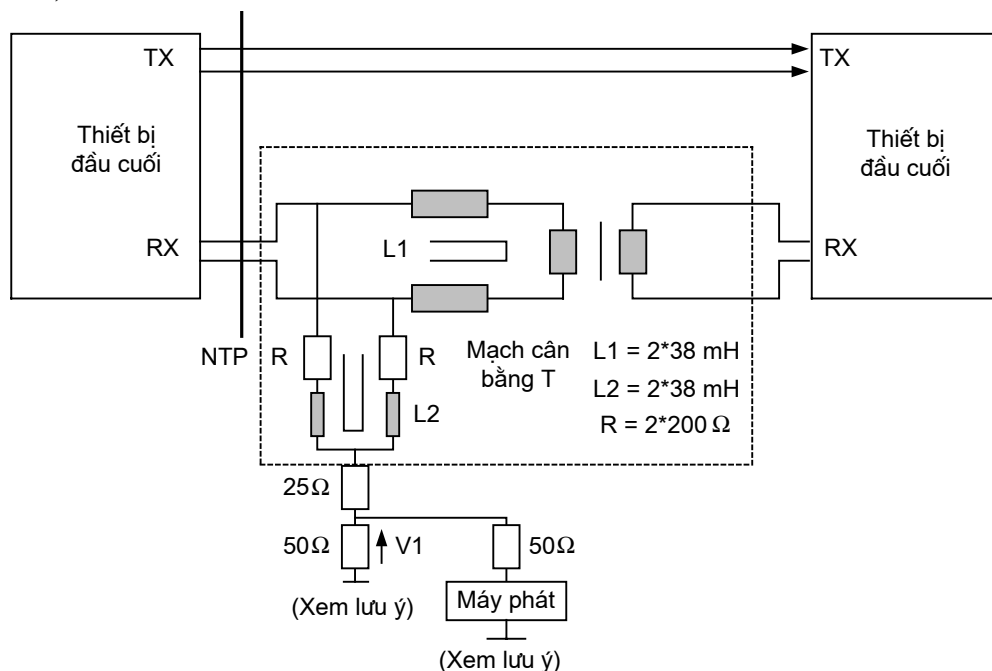 TX
TX
Thiết bị
đầu cuối
Thiết bị
đầu cuối
RX
L1
RX
NTP
R
R
Mạch cân
bằng T
L1 = 2*38 mH
L2 = 2*38 mH
R = 2*200 Ω
L2
25Ω
50Ω
V1
50Ω
(Xem lưu ý)
Máy phát
(Xem lưu ý)